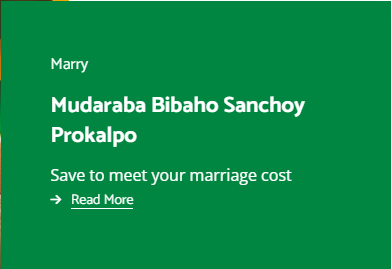 Marry
Mudaraba Bibaho Sanchoy
Prokalpo
Save to meet your marriage cost
→ Read More